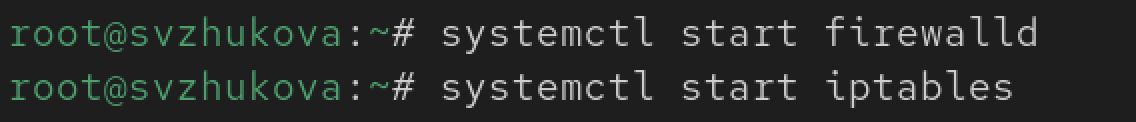 root@svzhukova:~# systemctl start firewalld
root@svzhukova:~# systemctl start iptables